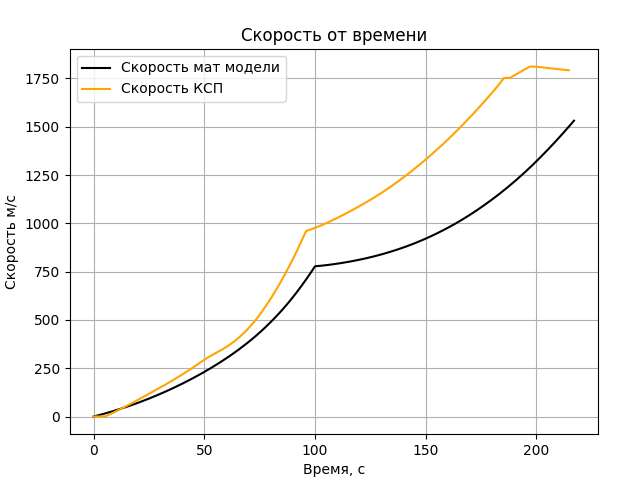 Скорость от времени
Скорость мат модели
Скорость КСП
1750
1500
1250
1000
750
500
250
0
Скорость м/с
0 50 100 150 200
Время, с